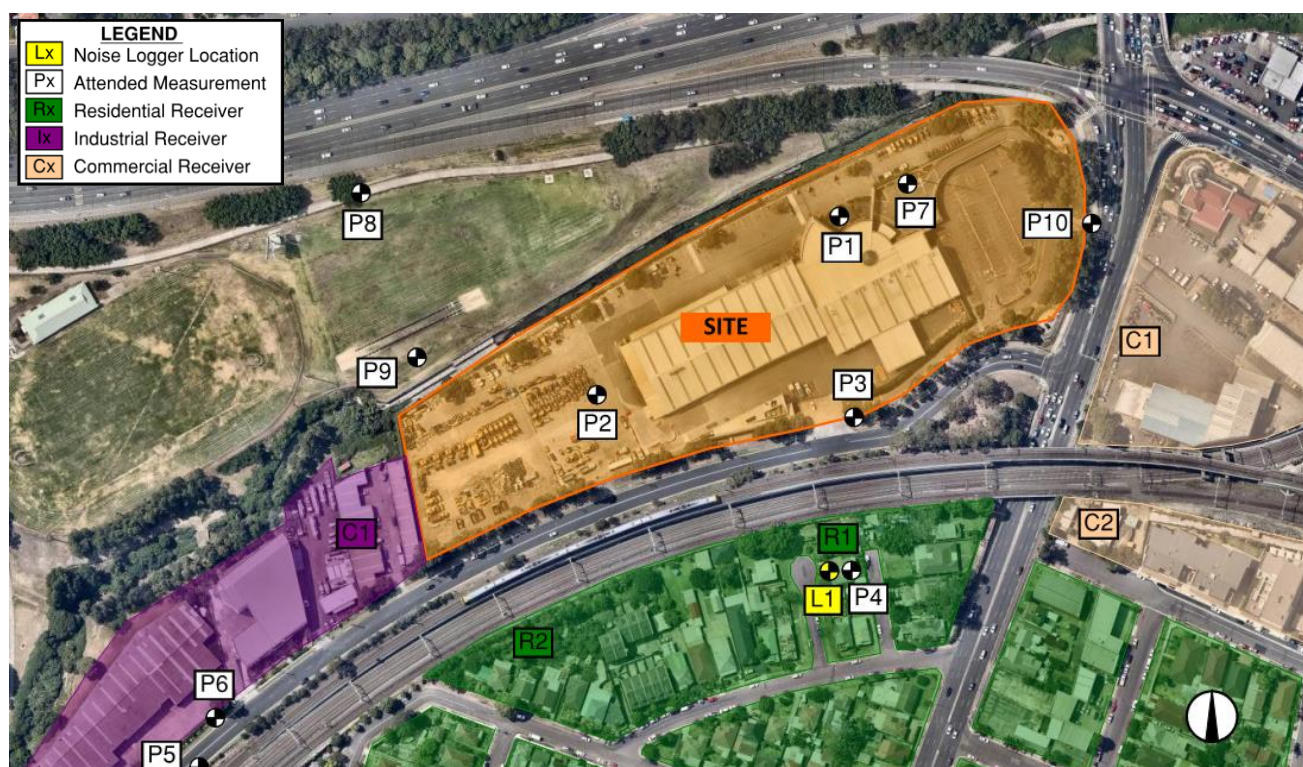 LEGEND
Lx Noise Logger Location
Px Attended Measurement
Rx Residential Receiver
Ix Industrial Receiver
Cx Commercial Receiver
P8
P7
P1
P10
SITE
C1
P9
P3
P2
C1
C2
R1
L1
P4
R2
P6
P5